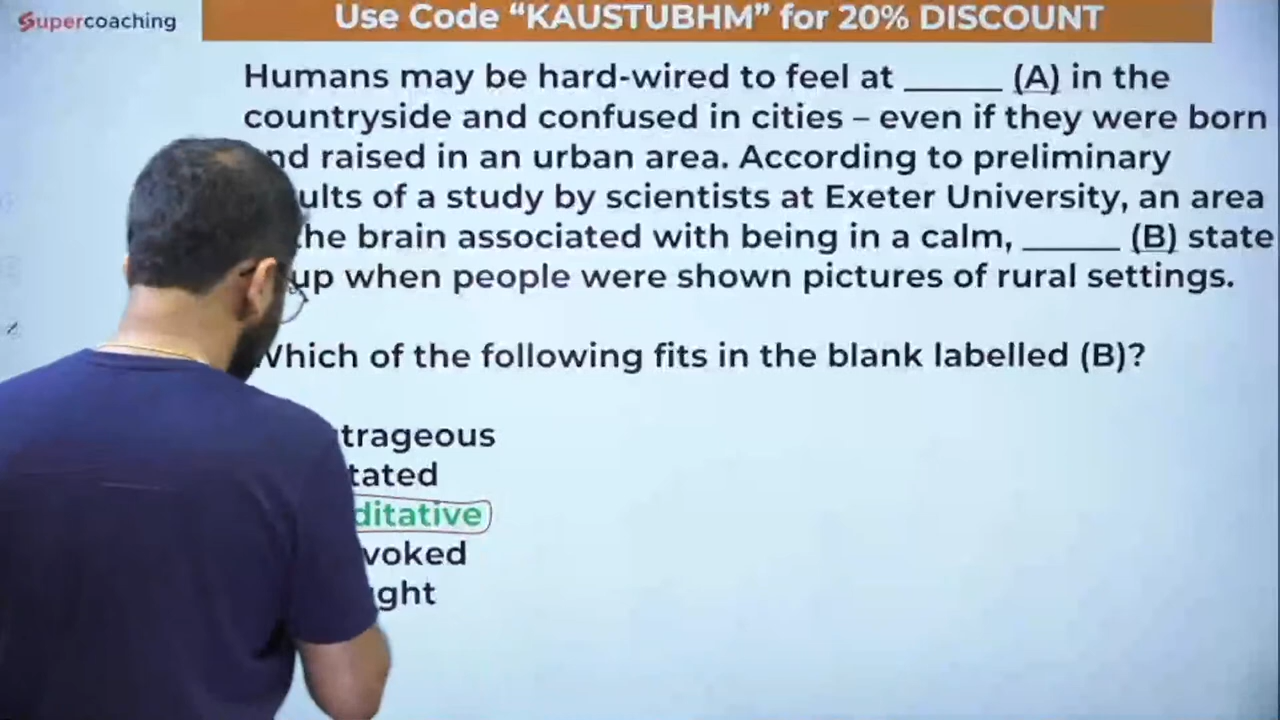 Supercoaching
Use Code “KAUSTUBHM” for 20% DISCOUNT
Humans may be hard-wired to feel at _____ (A) in the
countryside and confused in cities – even if they were born
nd raised in an urban area. According to preliminary
ults of a study by scientists at Exeter University, an area
he brain associated with being in a calm, _____ (B) state
up when people were shown pictures of rural settings.
Which of the following fits in the blank labelled (B)?
trageous
tated
ditative
voked
ght